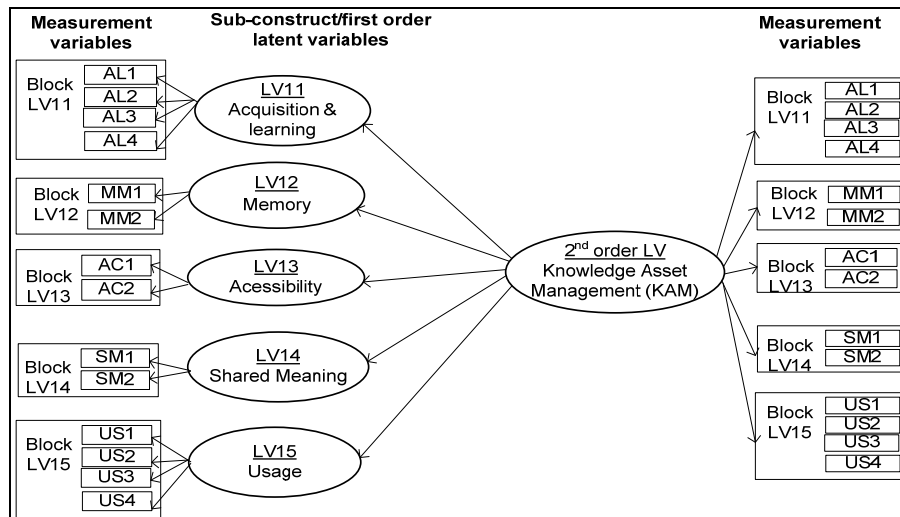 Measurement
variables
Sub-construct/first order
latent variables
Measurement
variables
Block
LV11
AL1
AL2
AL3
AL4
LV11
Acquisition &
learning
Block
LV12
MM1
MM2
LV12
Memory
Block
LV13
AC1
AC2
LV13
Acessibility
Block
LV14
SM1
SM2
LV14
Shared Meaning
Block
LV15
US1
US2
US3
US4
LV15
Usage
2nd order LV
Knowledge Asset
Management (KAM)
Block
LV11
AL1
AL2
AL3
AL4
Block
LV12
MM1
MM2
Block
LV13
AC1
AC2
Block
LV14
SM1
SM2
Block
LV15
US1
US2
US3
US4